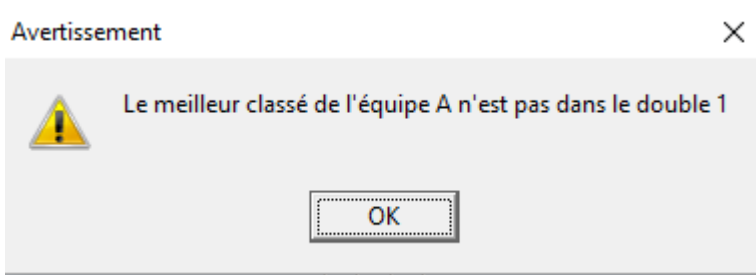 Avertissement
Le meilleur classé de l'équipe A n'est pas dans le double 1
OK